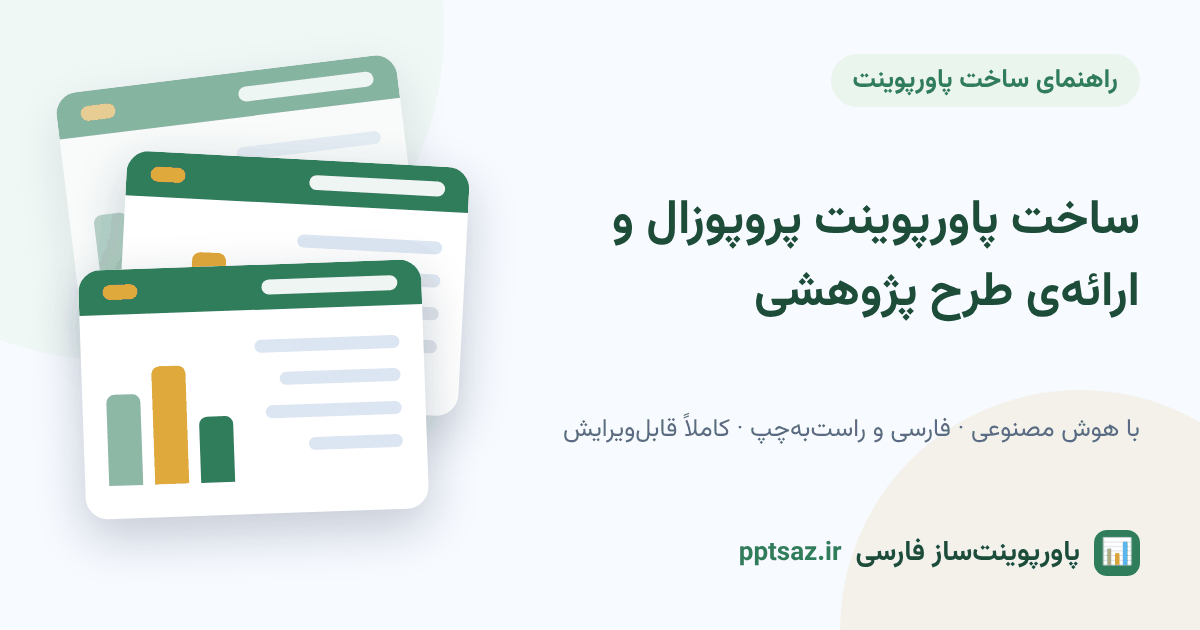 راهنمای ساخت پاورپوینت
ساخت پاورپوینت پروپوزال و
ارائه‌ی طرح پژوهشی
با هوش مصنوعی · فارسی و راست‌به‌چپ · کاملاً قابل‌ویرایش
پاورپوینت‌ساز فارسی pptsaz.ir